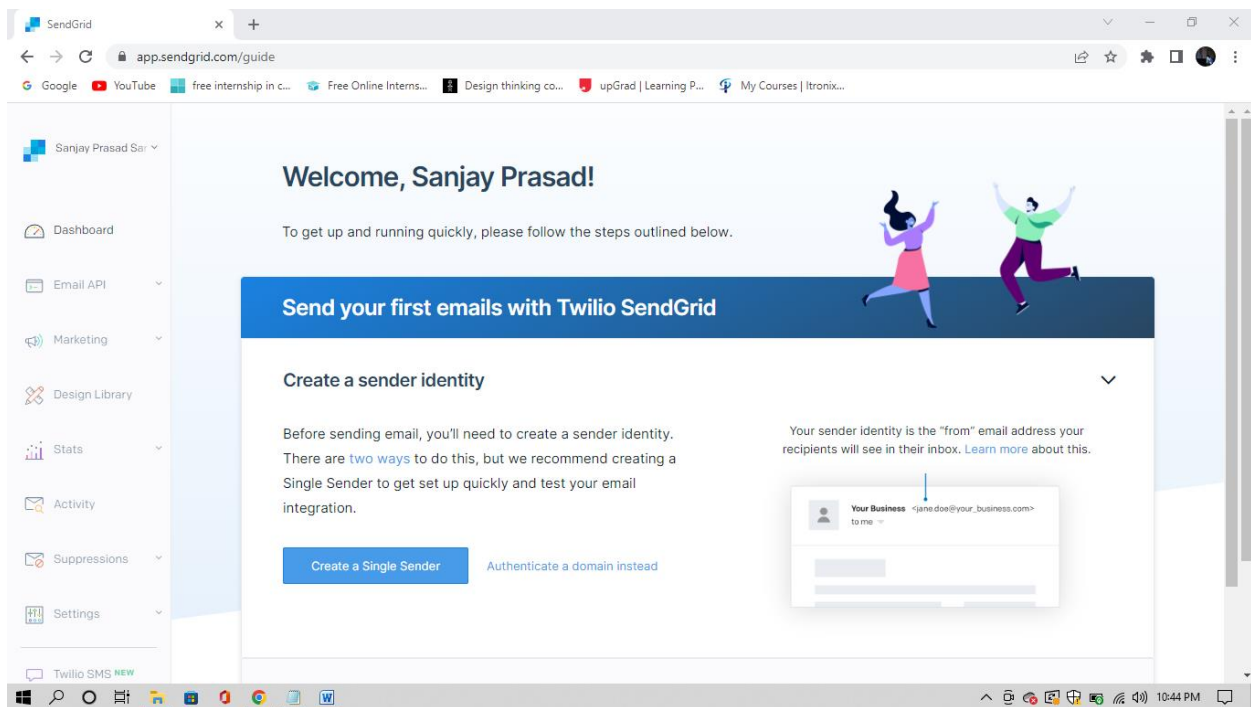 SendGrid
app.sendgrid.com/guide
Google YouTube free internship in c... Free Online Interns... Design thinking co... upGrad | Learning P... My Courses | Itronix...
Sanjay Prasad Sar
Dashboard
Email API
Marketing
Design Library
Stats
Activity
Suppressions
Settings
Twilio SMS NEW
Welcome, Sanjay Prasad!
To get up and running quickly, please follow the steps outlined below.
Send your first emails with Twilio SendGrid
Create a sender identity
Before sending email, you'll need to create a sender identity.
There are two ways to do this, but we recommend creating a
Single Sender to get set up quickly and test your email
integration.
Create a Single Sender Authenticate a domain instead
Your sender identity is the "from" email address your
recipients will see in their inbox. Learn more about this.
Your Business <jane.doe@your_business.com>
to me
10:44 PM